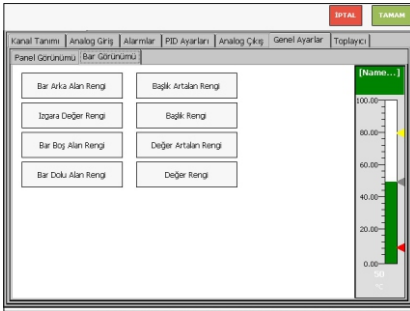 İPTAL TAMAM
Kanal Tanımı Analog Giriş Alarmlar PID Ayarları Analog Çıkış Genel Ayarlar Toplayıcı
Panel Görünümü Bar Görünümü
Bar Arka Alan Rengi Başlık Artalan Rengi
Izgara Değer Rengi Başlık Rengi
Bar Boş Alan Rengi Değer Artalan Rengi
Bar Dolu Alan Rengi Değer Rengi
[Name...]
100.00
80.00
60.00
40.00
20.00
0.00
50
°C